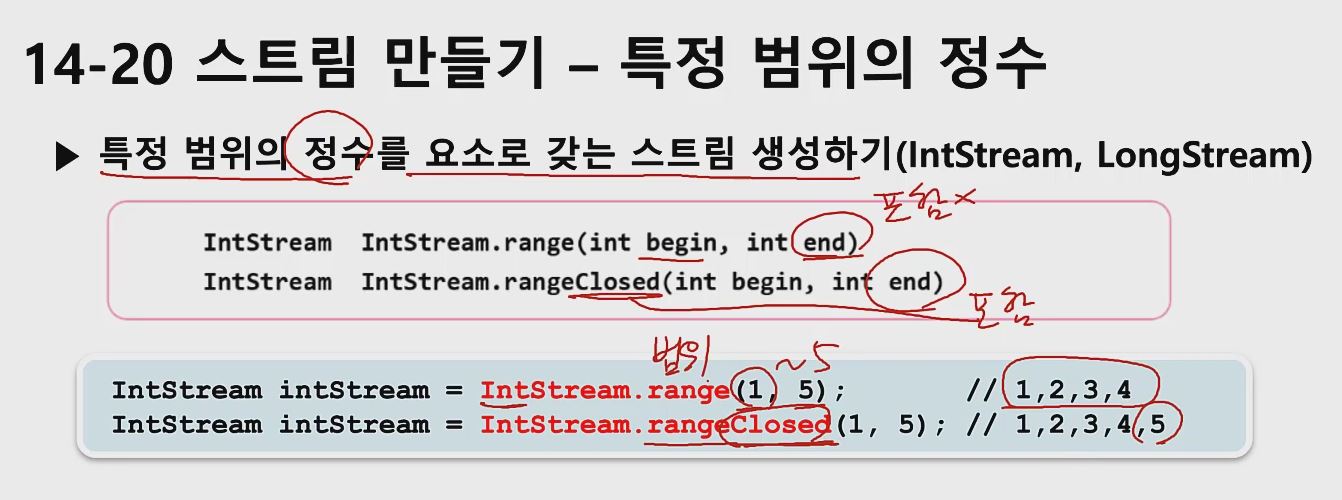 14-20 스트림 만들기 – 특정 범위의 정수
▶ 특정 범위의 정수를 요소로 갖는 스트림 생성하기(IntStream, LongStream)
포함×
IntStream IntStream.range(int begin, int end)
IntStream IntStream.rangeClosed(int begin, int end)
포함
범위 ~5
IntStream intStream = IntStream.range(1, 5); // 1,2,3,4
IntStream intStream = IntStream.rangeClosed(1, 5); // 1,2,3,4,5